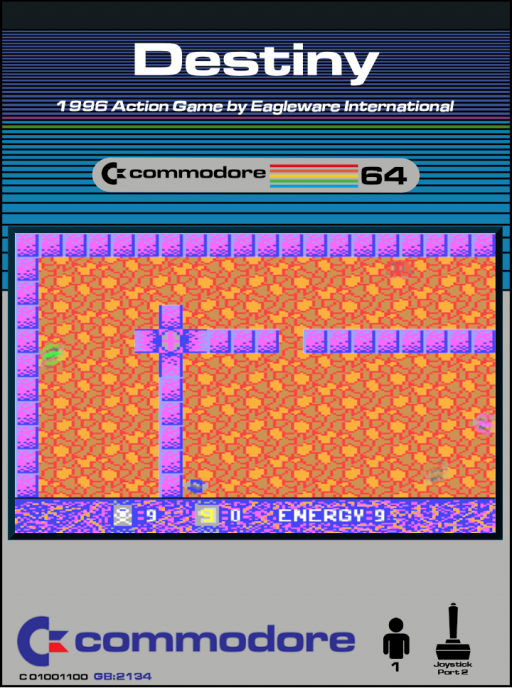 Destiny
1996 Action Game by Eagleware International
commodore 64
9 0 ENERGY 9
commodore
1
Joystick
Port 2
C01001100 GB:2134